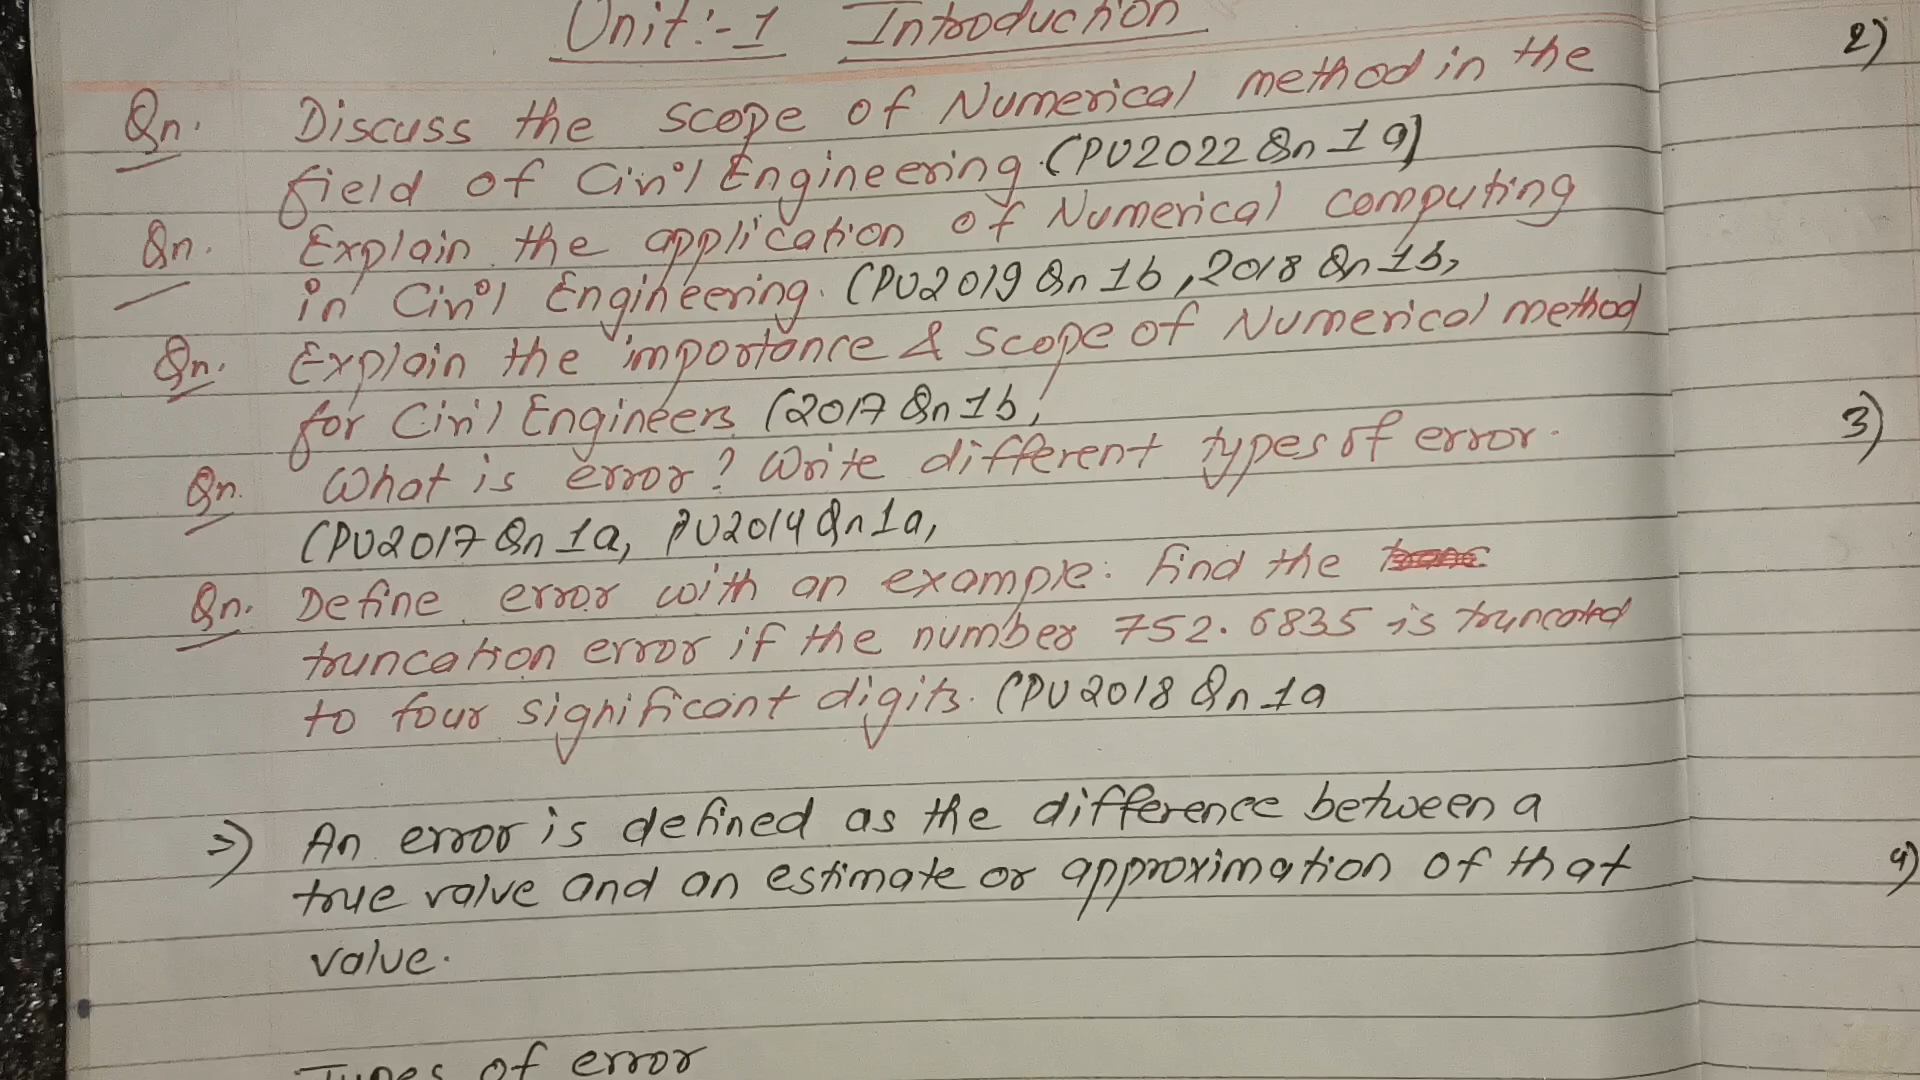 Unit:-1 Introduction
Qn. Discuss the scope of Numerical method in the
field of Civil Engineering. (PU2022 Qn 1a)
Qn. Explain the application of Numerical computing
in Civil Engineering. (PU2019 Qn 1b, 2018 Qn 1b,
Qn. Explain the importance & scope of Numerical method
for Civil Engineers (2017 Qn 1b,
Qn. What is error? Write different types of error.
(PU2017 Qn 1a, PU2014 Qn 1a,
Qn. Define error with an example. Find the
truncation error if the number 752.6835 is truncated
to four significant digits. (PU 2018 Qn 1a
⇒) An error is defined as the difference between a
true value and an estimate or approximation of that
value.
Types of error
2)
3)
4)